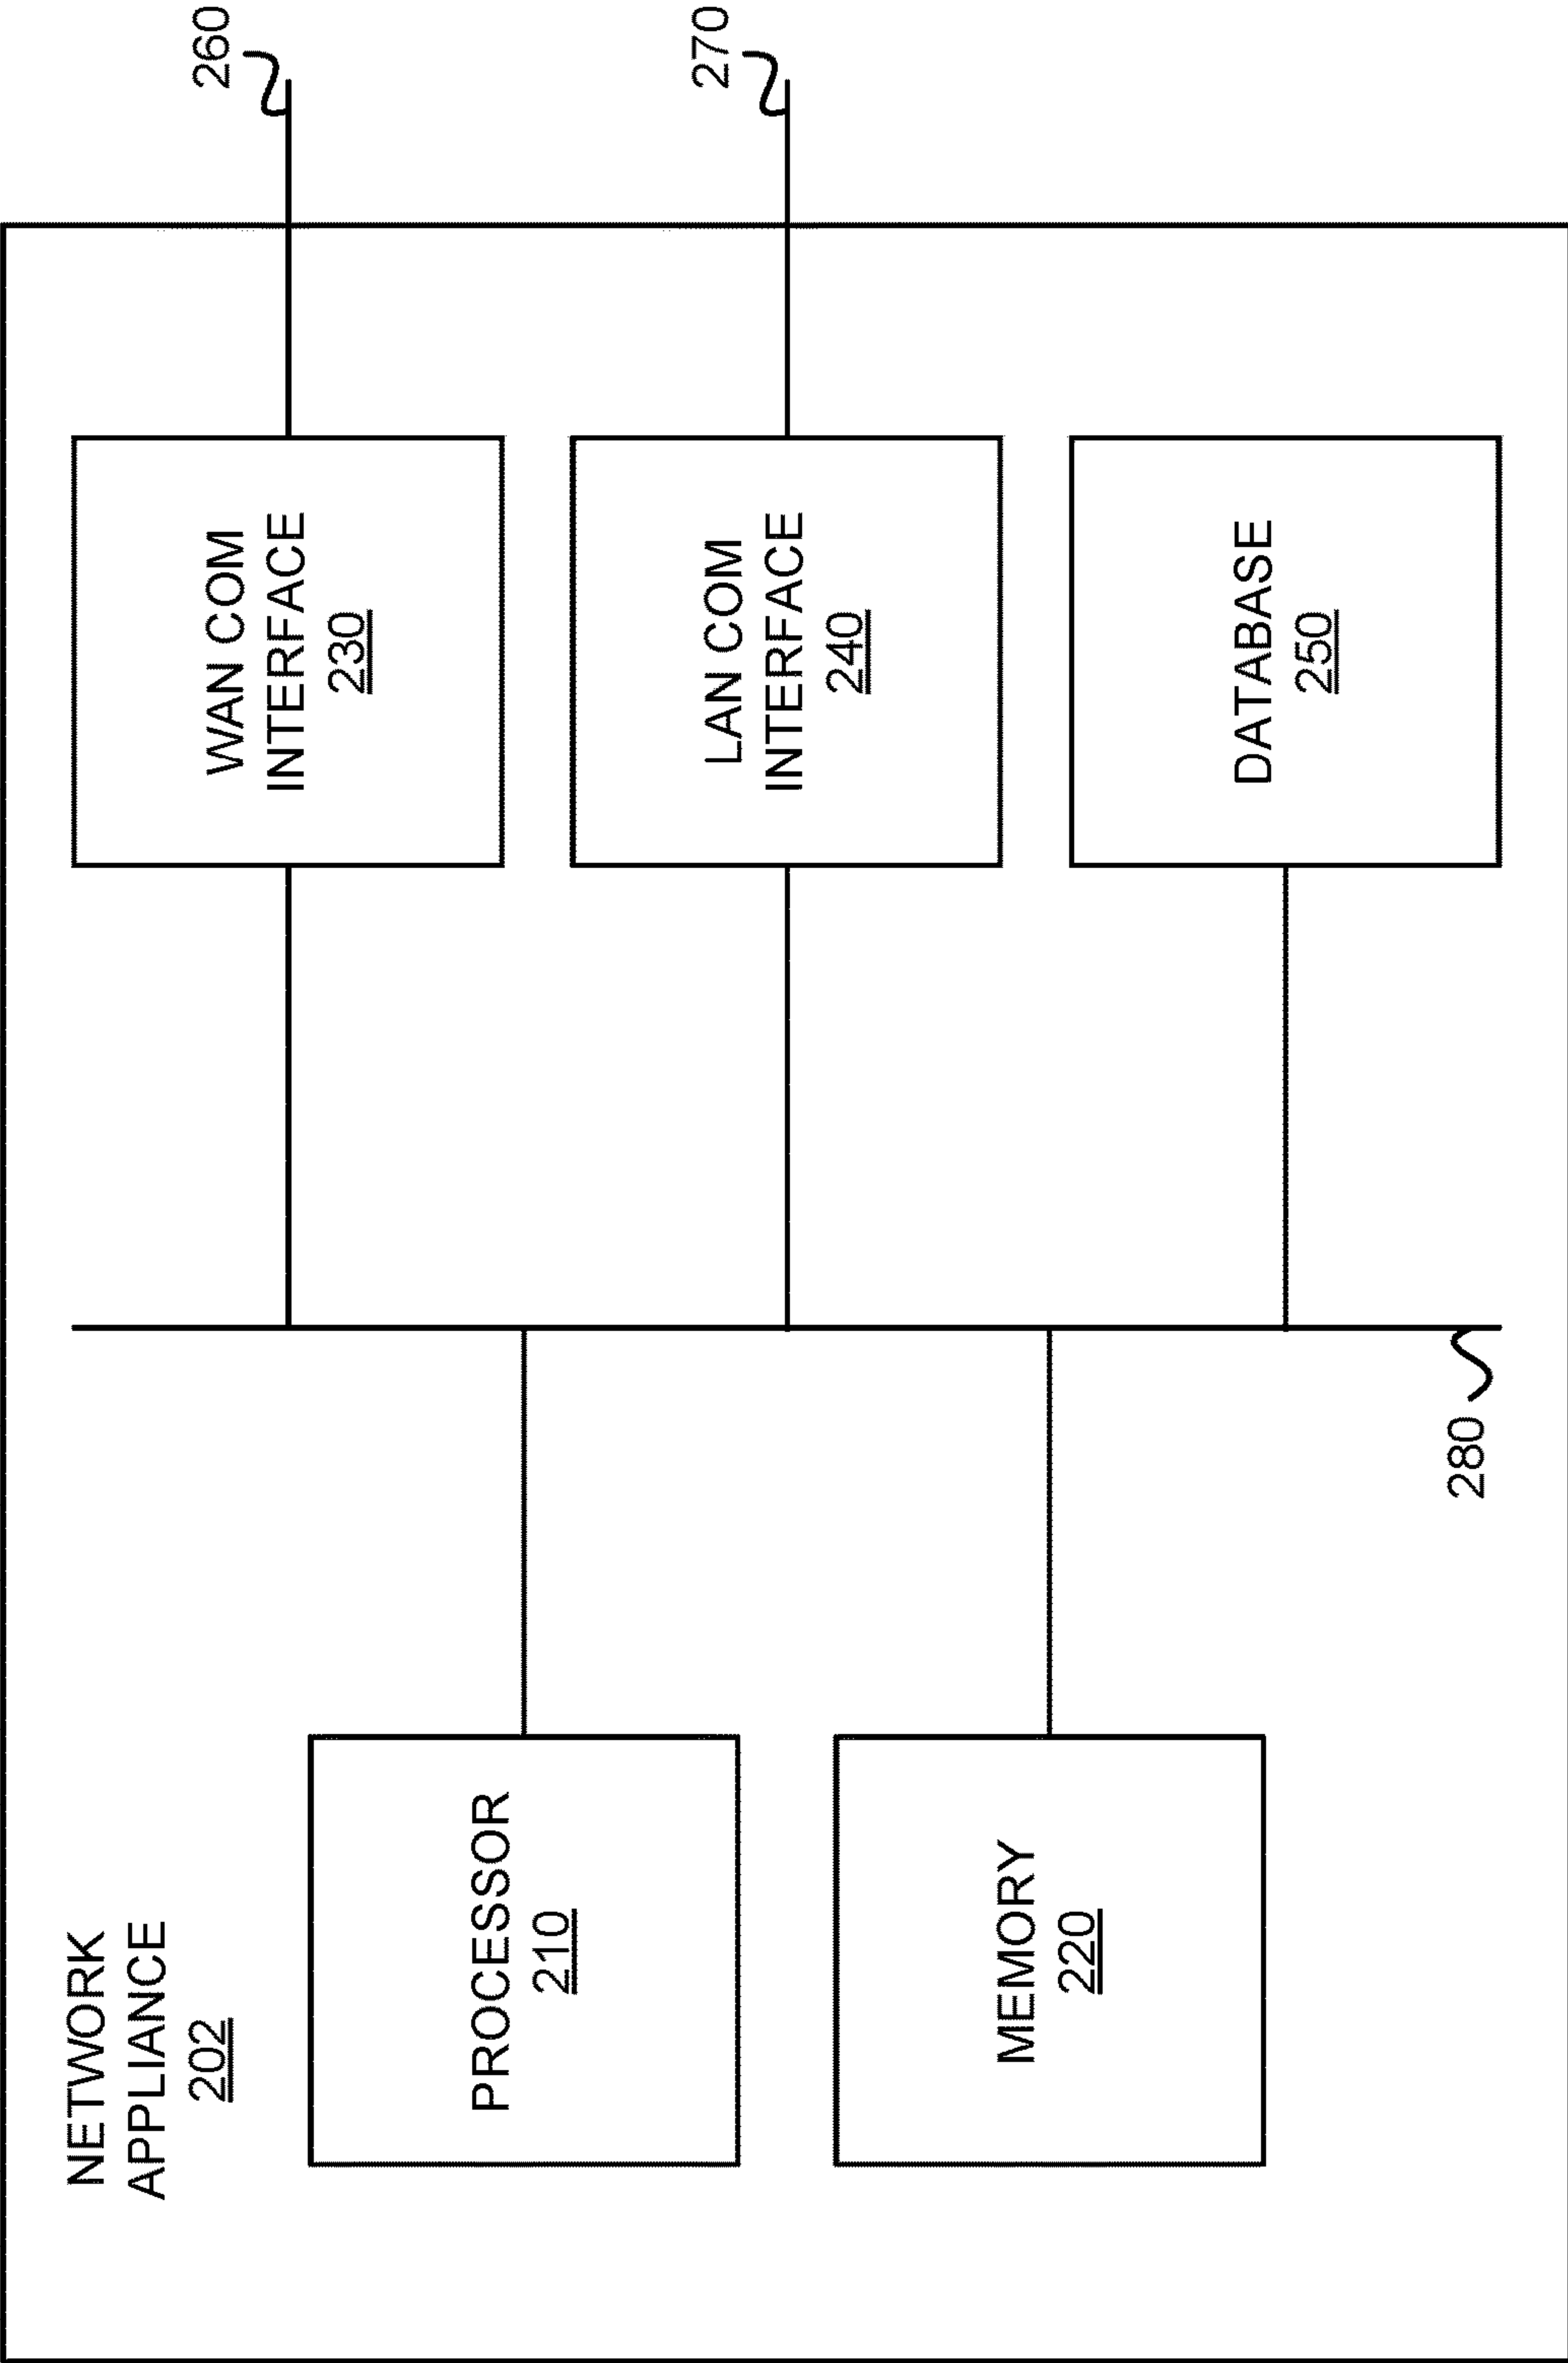 NETWORK
APPLIANCE
202
PROCESSOR
210
MEMORY
220
280
WAN COM
INTERFACE
230
LAN COM
INTERFACE
240
DATABASE
250
260
270